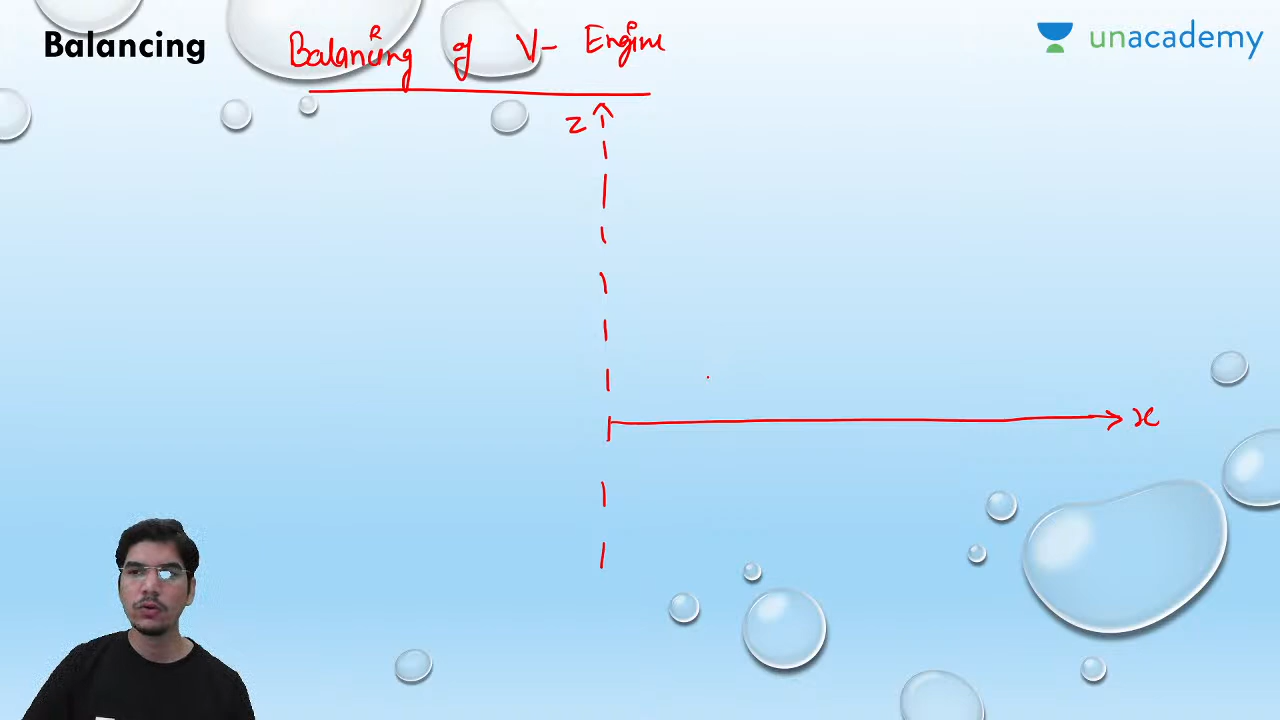 Balancing
Balancing of V- Engine
unacademy
z
x